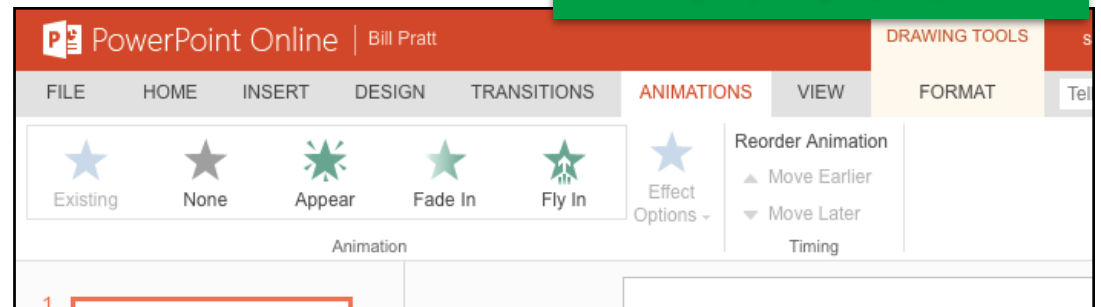 PowerPoint Online | Bill Pratt
DRAWING TOOLS
FILE HOME INSERT DESIGN TRANSITIONS ANIMATIONS VIEW FORMAT Tell
Existing None Appear Fade In Fly In
Effect
Options
Reorder Animation
Move Earlier
Move Later
Animation
Timing
1